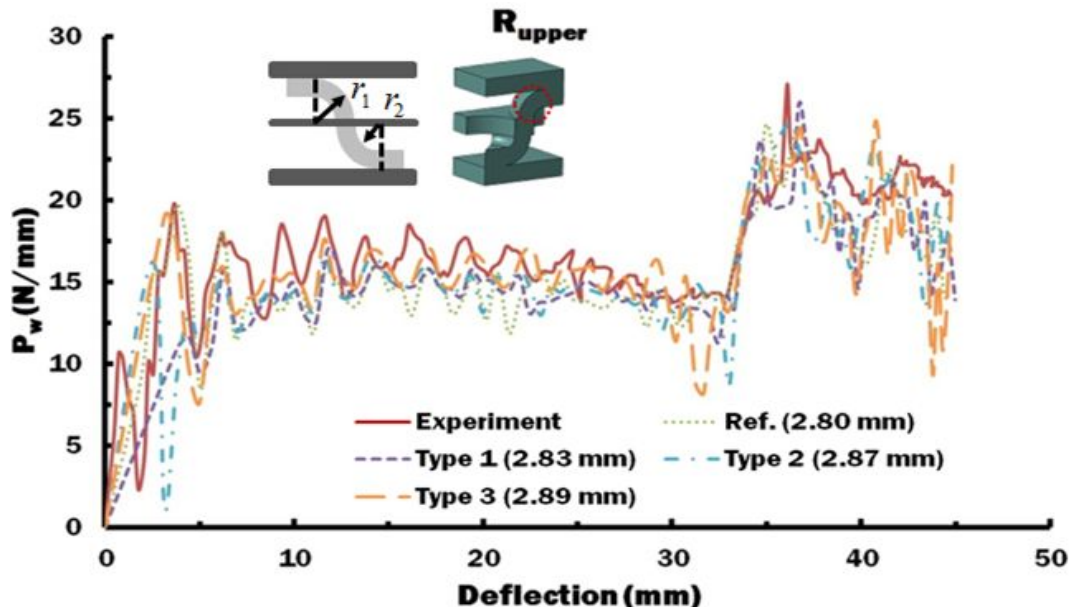 R_upper
30
25
20
15
10
5
0
P_w (N/mm)
r_1
r_2
Experiment
Ref. (2.80 mm)
Type 1 (2.83 mm)
Type 2 (2.87 mm)
Type 3 (2.89 mm)
0 10 20 30 40 50
Deflection (mm)